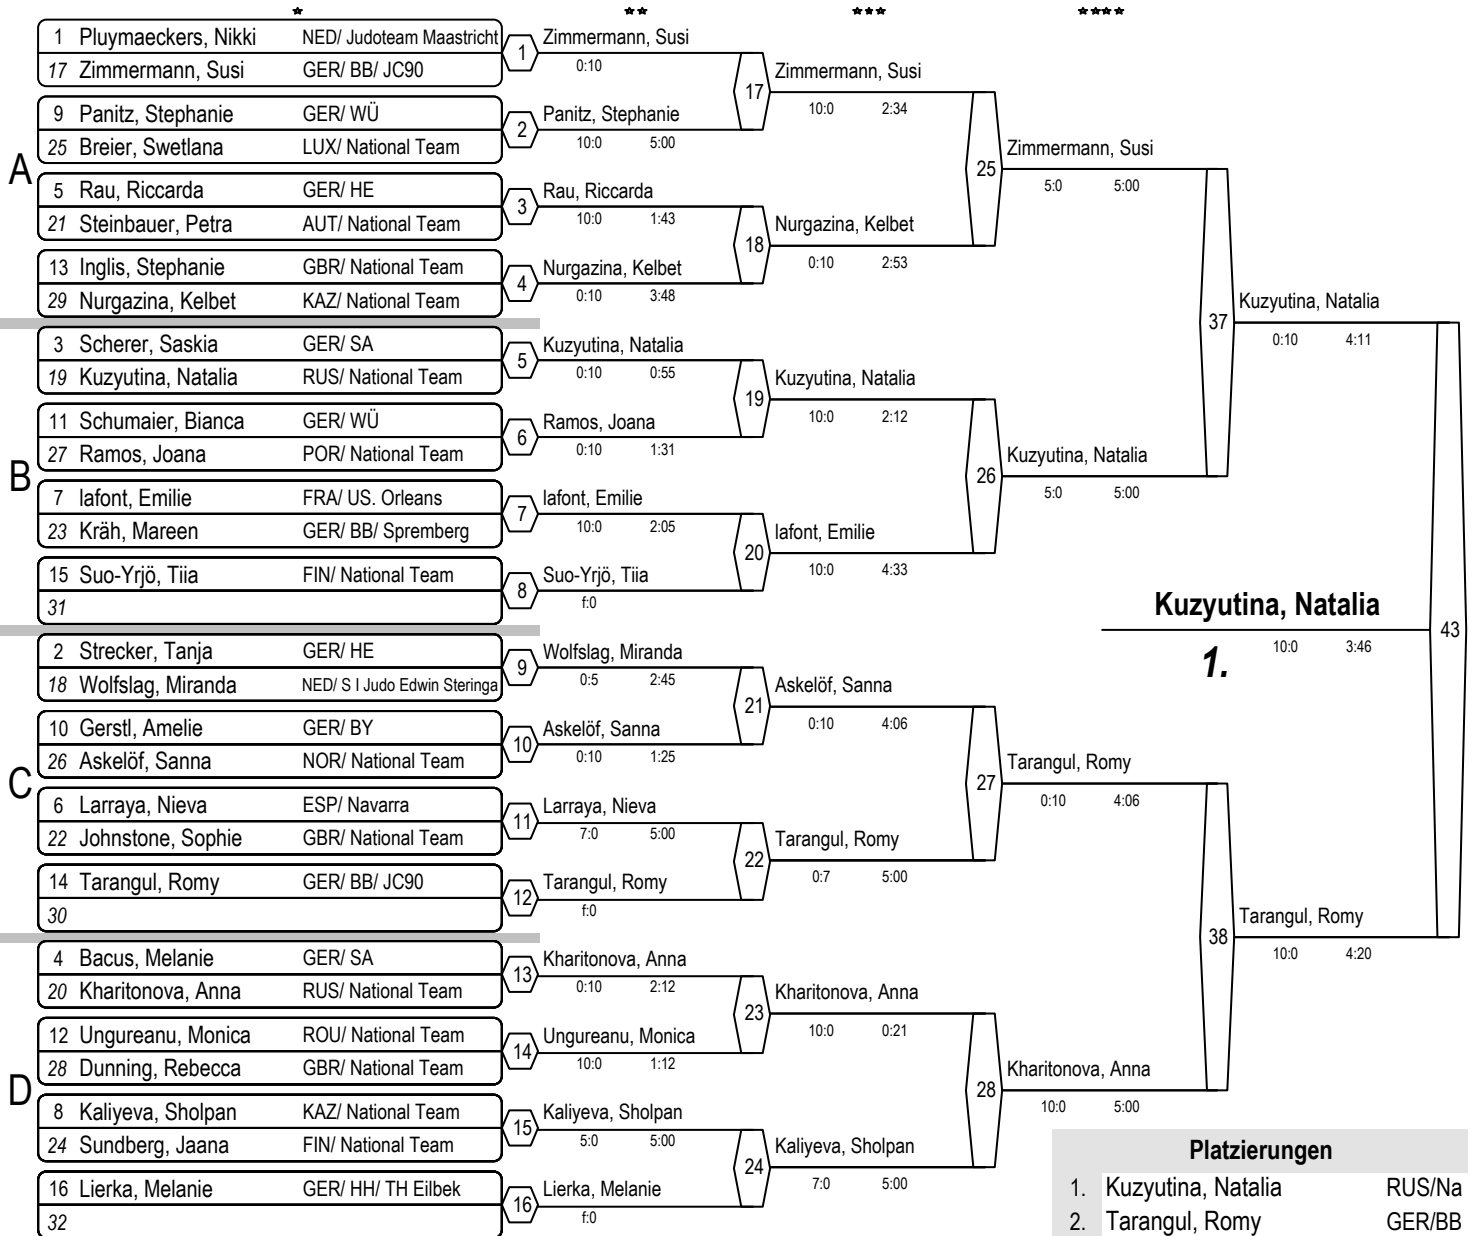 1 Pluymaeckers, Nikki NED/ Judoteam Maastricht
17 Zimmermann, Susi GER/ BB/ JC90
9 Panitz, Stephanie GER/ WÜ
25 Breier, Swetlana LUX/ National Team
A
5 Rau, Riccarda GER/ HE
21 Steinbauer, Petra AUT/ National Team
13 Inglis, Stephanie GBR/ National Team
29 Nurgazina, Kelbet KAZ/ National Team
3 Scherer, Saskia GER/ SA
19 Kuzyutina, Natalia RUS/ National Team
11 Schumaier, Bianca GER/ WÜ
27 Ramos, Joana POR/ National Team
B
7 lafont, Emilie FRA/ US. Orleans
23 Kräh, Mareen GER/ BB/ Spremberg
15 Suo-Yrjö, Tiia FIN/ National Team
31
2 Strecker, Tanja GER/ HE
18 Wolfslag, Miranda NED/ S I Judo Edwin Steringa
10 Gerstl, Amelie GER/ BY
26 Askelöf, Sanna NOR/ National Team
C
6 Larraya, Nieva ESP/ Navarra
22 Johnstone, Sophie GBR/ National Team
14 Tarangul, Romy GER/ BB/ JC90
30
4 Bacus, Melanie GER/ SA
20 Kharitonova, Anna RUS/ National Team
12 Ungureanu, Monica ROU/ National Team
28 Dunning, Rebecca GBR/ National Team
D
8 Kaliyeva, Sholpan KAZ/ National Team
24 Sundberg, Jaana FIN/ National Team
16 Lierka, Melanie GER/ HH/ TH Eilbek
32
1 Zimmermann, Susi
0:10
2 Panitz, Stephanie
10:0 5:00
3 Rau, Riccarda
10:0 1:43
4 Nurgazina, Kelbet
0:10 3:48
5 Kuzyutina, Natalia
0:10 0:55
6 Ramos, Joana
0:10 1:31
7 lafont, Emilie
10:0 2:05
8 Suo-Yrjö, Tiia
f:0
9 Wolfslag, Miranda
0:5 2:45
10 Askelöf, Sanna
0:10 1:25
11 Larraya, Nieva
7:0 5:00
12 Tarangul, Romy
f:0
13 Kharitonova, Anna
0:10 2:12
14 Ungureanu, Monica
10:0 1:12
15 Kaliyeva, Sholpan
5:0 5:00
16 Lierka, Melanie
f:0
17 Zimmermann, Susi
10:0 2:34
18 Nurgazina, Kelbet
0:10 2:53
19 Kuzyutina, Natalia
10:0 2:12
20 lafont, Emilie
10:0 4:33
21 Askelöf, Sanna
0:10 4:06
22 Tarangul, Romy
0:7 5:00
23 Kharitonova, Anna
10:0 0:21
24 Kaliyeva, Sholpan
7:0 5:00
25 Zimmermann, Susi
5:0 5:00
26 Kuzyutina, Natalia
5:0 5:00
27 Tarangul, Romy
0:10 4:06
28 Kharitonova, Anna
10:0 5:00
37 Kuzyutina, Natalia
0:10 4:11
38 Tarangul, Romy
10:0 4:20
43
Kuzyutina, Natalia
1. 10:0 3:46
Platzierungen
1. Kuzyutina, Natalia RUS/Na
2. Tarangul, Romy GER/BB